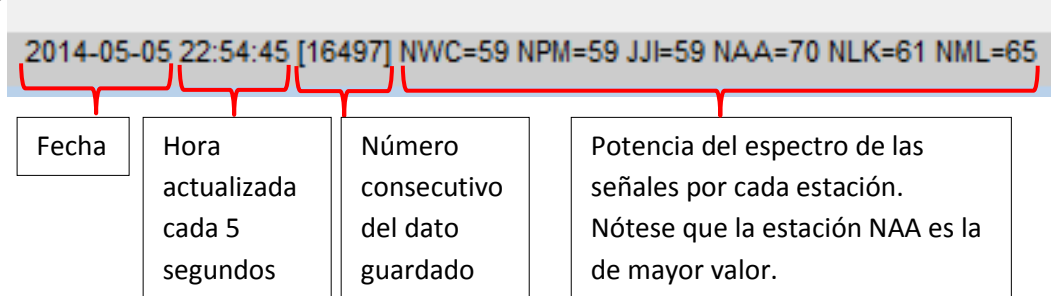 2014-05-05 22:54:45 [16497] NWC=59 NPM=59 JJI=59 NAA=70 NLK=61 NML=65
Fecha
Hora
actualizada
cada 5
segundos
Número
consecutivo
del dato
guardado
Potencia del espectro de las
señales por cada estación.
Nótese que la estación NAA es la
de mayor valor.